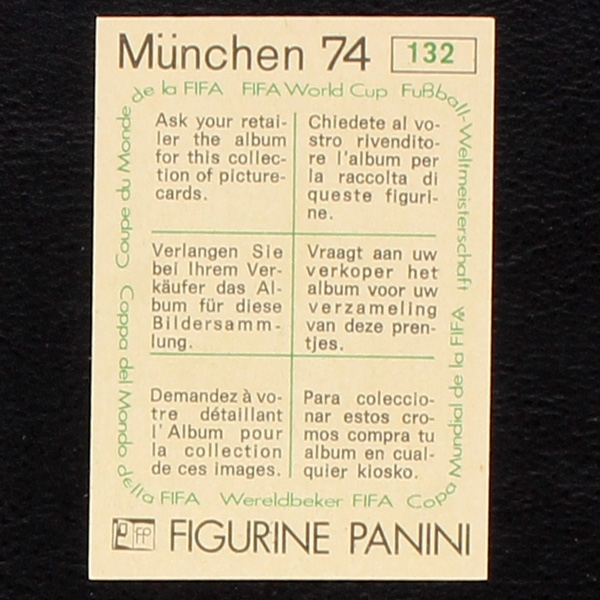 München 74 132
de la FIFA FIFA World Cup Fußball-Weltmeisterschaft
Coupe du Monde
Ask your retai-
ler the album
for this collec-
tion of picture-
cards.
Chiedete al vo-
stro rivendito-
re l'album per
la raccolta di
queste figuri-
ne.
Verlangen Sie
bei Ihrem Ver-
käufer das Al-
bum für diese
Bildersamm-
lung.
Vraagt aan uw
verkoper het
album voor uw
verzameling
van deze pren-
tjes.
Demandez à vo-
tre détaillant
l'Album pour
la collection
de ces images.
Para coleccio-
nar estos cro-
mos compra tu
album en cual-
quier kiosko.
Coppa del Mondo
della FIFA Wereldbeker FIFA Copa Mundial de la FIFA
FP FIGURINE PANINI